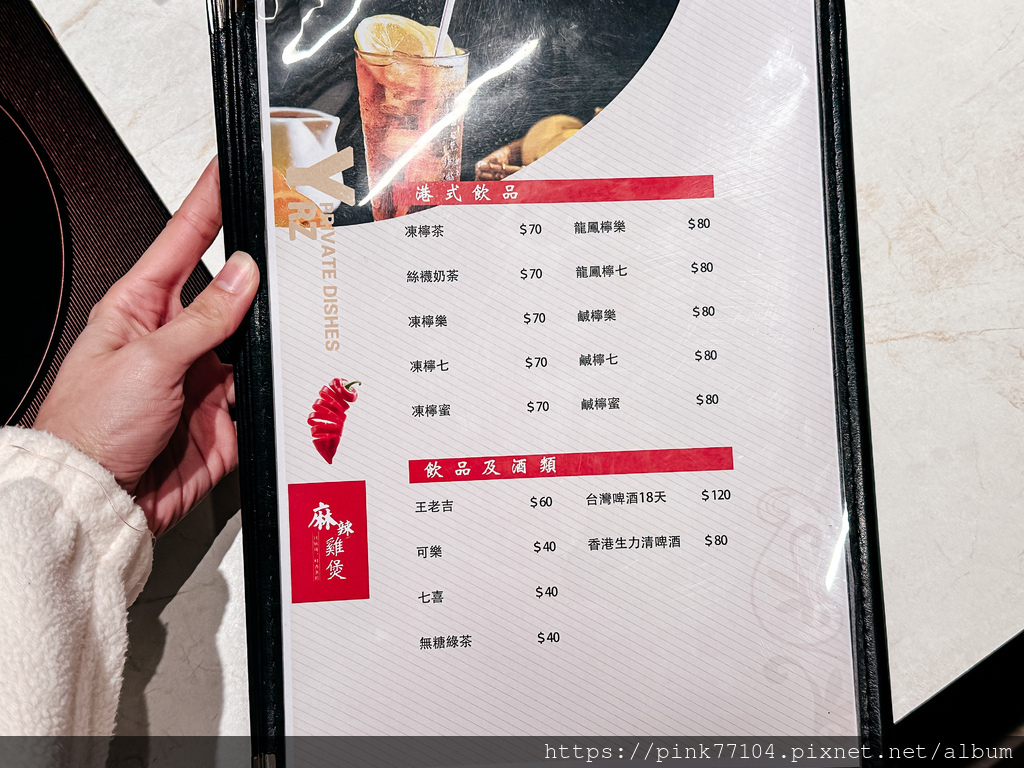 Y
RZ
PRIVATE DISHES
港式飲品
凍檸茶 $70 龍鳳檸樂 $80
絲襪奶茶 $70 龍鳳檸七 $80
凍檸樂 $70 鹹檸樂 $80
凍檸七 $70 鹹檸七 $80
凍檸蜜 $70 鹹檸蜜 $80
飲品及酒類
王老吉 $60 台灣啤酒18天 $120
可樂 $40 香港生力清啤酒 $80
七喜 $40
無糖綠茶 $40
麻辣
雞煲
https://pink77104.pixnet.net/album